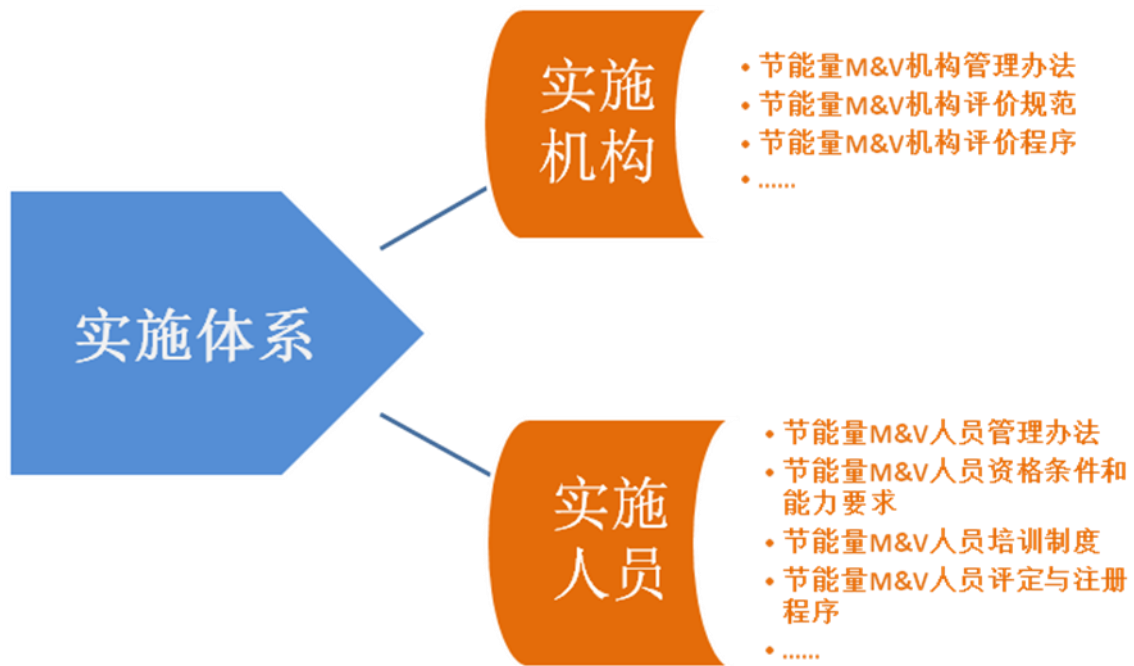 实施体系
实施
机构
• 节能量M&V机构管理办法
• 节能量M&V机构评价规范
• 节能量M&V机构评价程序
• ......
实施
人员
• 节能量M&V人员管理办法
• 节能量M&V人员资格条件和
能力要求
• 节能量M&V人员培训制度
• 节能量M&V人员评定与注册
程序
• ......